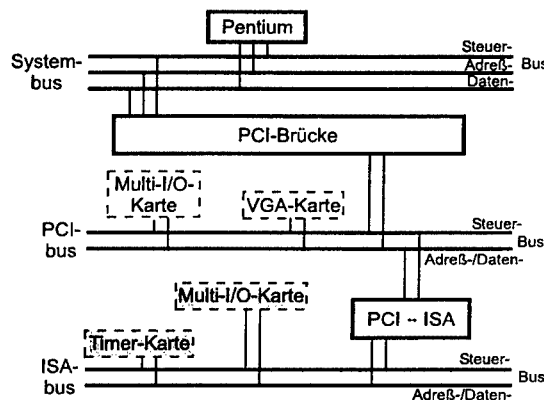 Pentium
Steuer-
System-
bus
Adreß-
Bus
Daten-
PCI-Brücke
Multi-I/O-
Karte
VGA-Karte
PCI-
bus
Steuer-
Bus
Adreß-/Daten-
Multi-I/O-Karte
PCI - ISA
Timer-Karte
ISA-
bus
Steuer-
Bus
Adreß-/Daten-